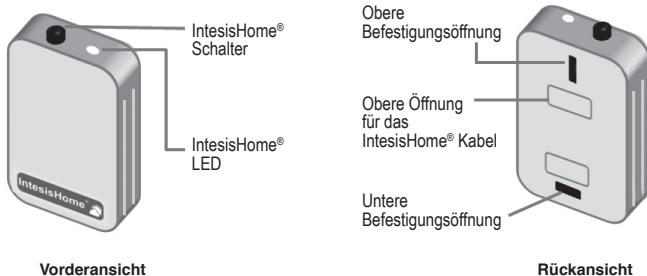 IntesisHome®
Schalter
IntesisHome®
LED
IntesisHome®
Vorderansicht
Obere
Befestigungsöffnung
Obere Öffnung
für das
IntesisHome® Kabel
Untere
Befestigungsöffnung
Rückansicht